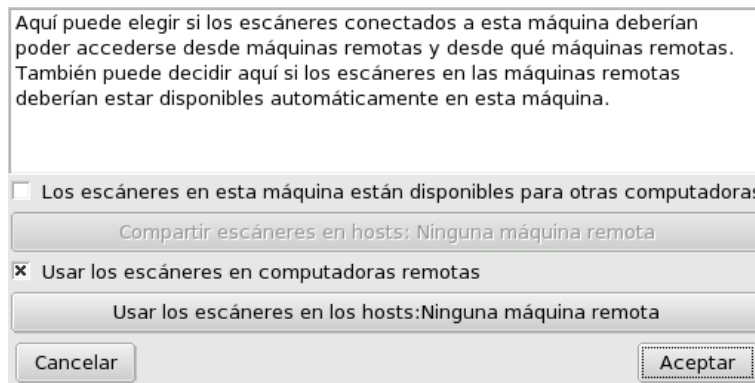 Aquí puede elegir si los escáneres conectados a esta máquina deberían
poder accederse desde máquinas remotas y desde qué máquinas remotas.
También puede decidir aquí si los escáneres en las máquinas remotas
deberían estar disponibles automáticamente en esta máquina.
Los escáneres en esta máquina están disponibles para otras computadoras
Compartir escáneres en hosts: Ninguna máquina remota
Usar los escáneres en computadoras remotas
Usar los escáneres en los hosts:Ninguna máquina remota
Cancelar
Aceptar